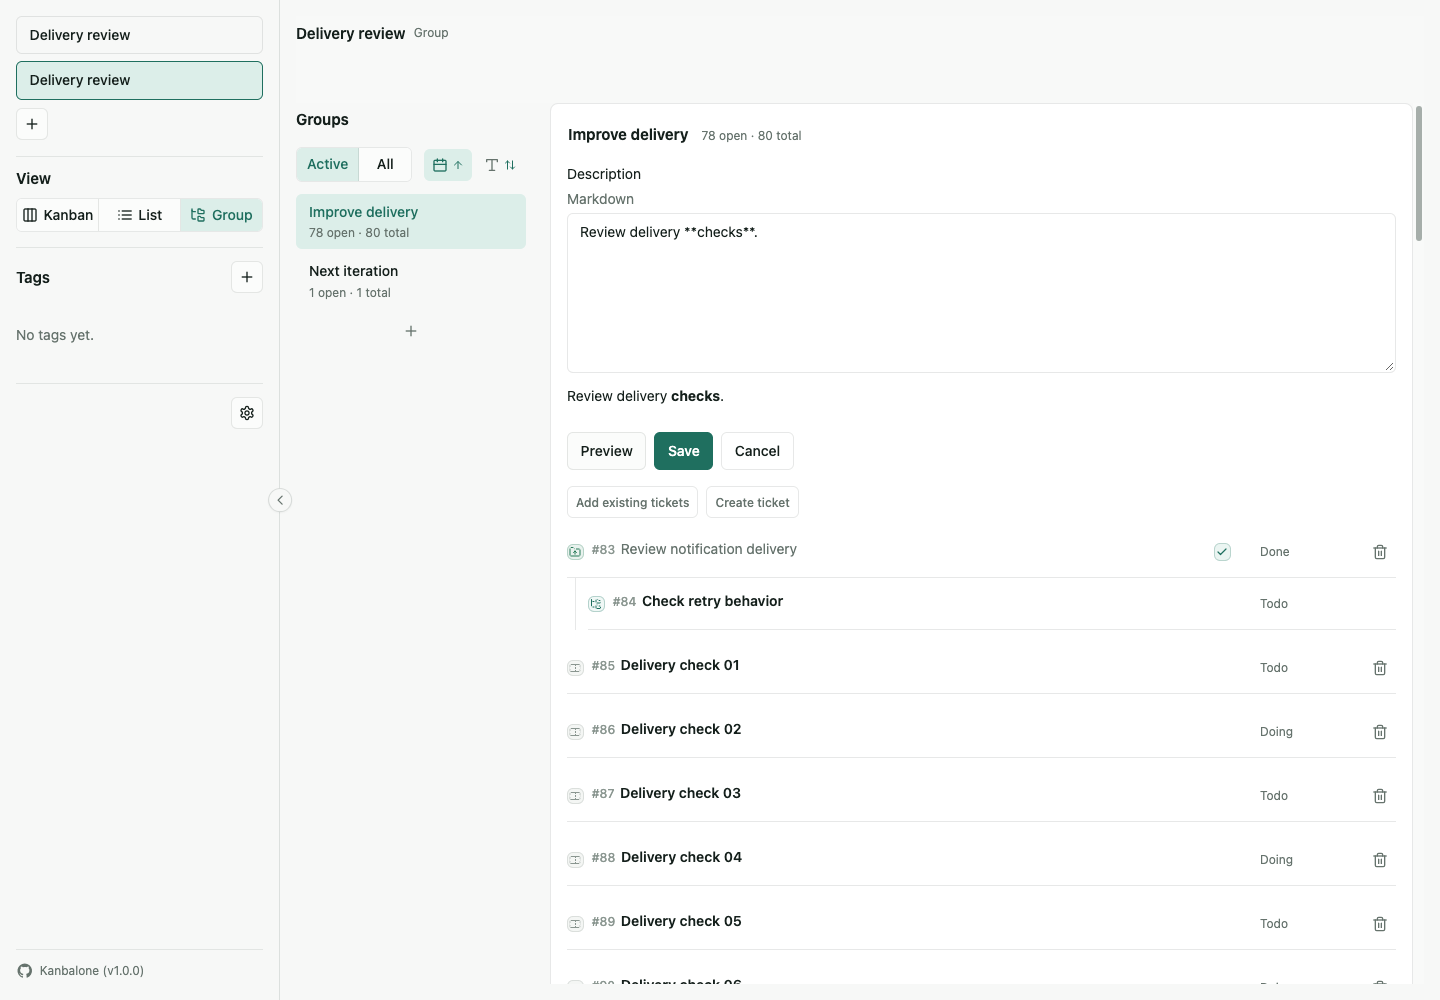 Delivery review
Delivery review
View
Kanban
List
Group
Tags
No tags yet.
Kanbalone (v1.0.0)
Delivery review Group
Groups
Active
All
Improve delivery
78 open · 80 total
Next iteration
1 open · 1 total
Improve delivery 78 open · 80 total
Description
Markdown
Review delivery **checks**.
Review delivery checks.
Preview
Save
Cancel
Add existing tickets
Create ticket
#83 Review notification delivery Done
#84 Check retry behavior Todo
#85 Delivery check 01 Todo
#86 Delivery check 02 Doing
#87 Delivery check 03 Todo
#88 Delivery check 04 Doing
#89 Delivery check 05 Todo
Delivery check 06